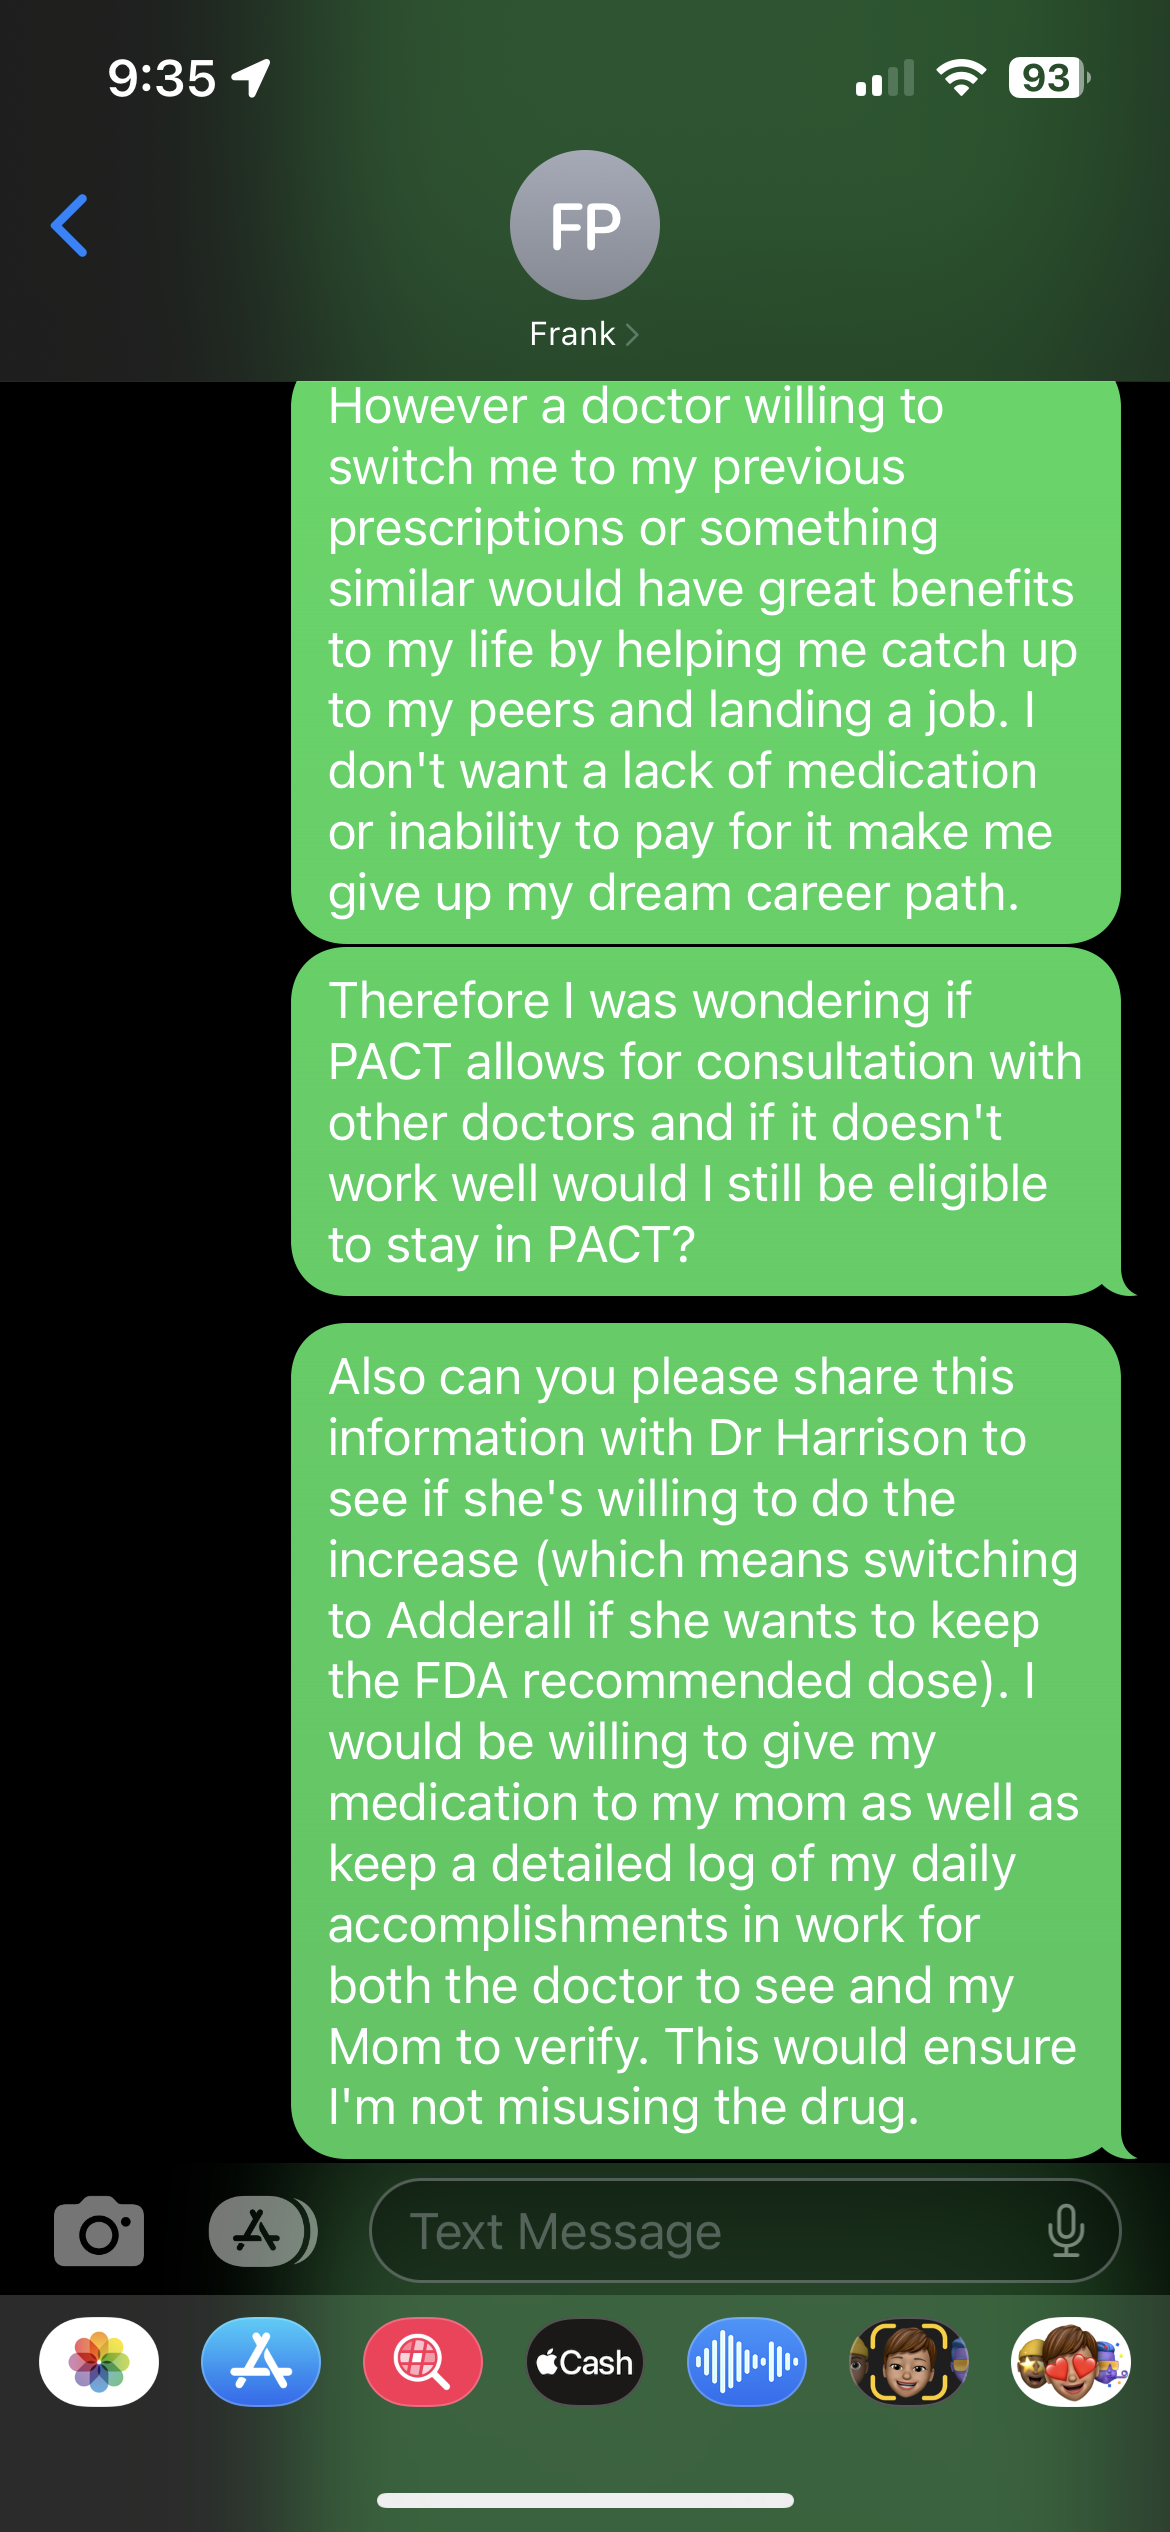 9:35
93
FP
Frank
However a doctor willing to
switch me to my previous
prescriptions or something
similar would have great benefits
to my life by helping me catch up
to my peers and landing a job. I
don't want a lack of medication
or inability to pay for it make me
give up my dream career path.
Therefore I was wondering if
PACT allows for consultation with
other doctors and if it doesn't
work well would I still be eligible
to stay in PACT?
Also can you please share this
information with Dr Harrison to
see if she's willing to do the
increase (which means switching
to Adderall if she wants to keep
the FDA recommended dose). I
would be willing to give my
medication to my mom as well as
keep a detailed log of my daily
accomplishments in work for
both the doctor to see and my
Mom to verify. This would ensure
I'm not misusing the drug.
Text Message
Cash